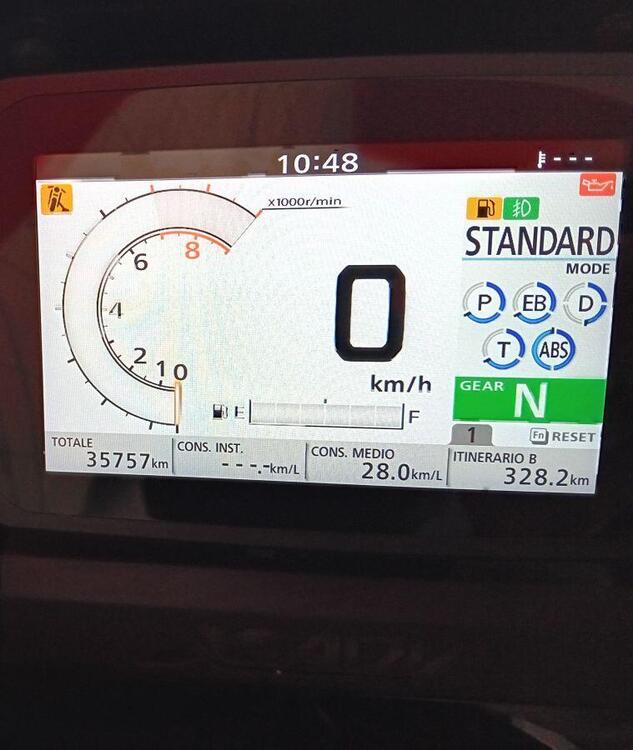 10:48
---
x1000r/min
8
6
4
2
1
0
STANDARD
MODE
P EB D
T ABS
0
km/h
GEAR N
E F
1 Fn RESET
TOTALE
35757km
CONS. INST.
---.-km/L
CONS. MEDIO
28.0km/L
ITINERARIO B
328.2km